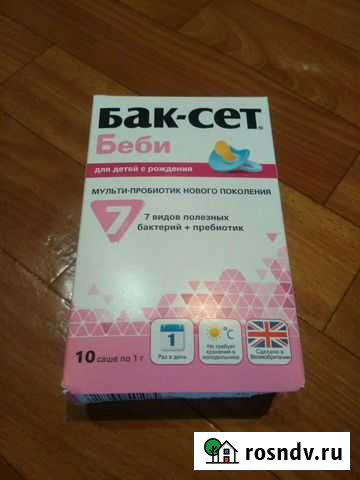 Бак-сет®
Беби
для детей с рождения
МУЛЬТИ-ПРОБИОТИК НОВОГО ПОКОЛЕНИЯ
7
7 видов полезных
бактерий + пребиотик
1
°C
Раз в день
Не требует
хранения в
холодильнике
Сделано в
Великобритании
10 саше по 1 г
rosndv.ru